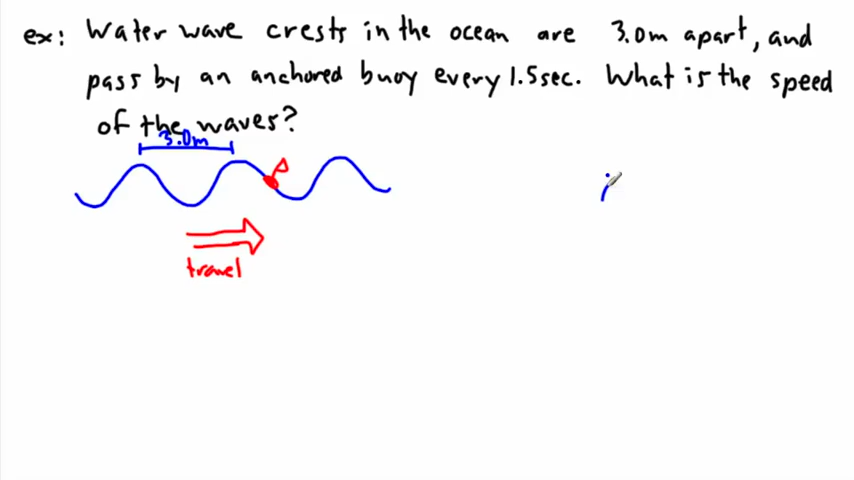 ex: Water wave crests in the ocean are 3.0m apart, and
pass by an anchored buoy every 1.5sec. What is the speed
of the waves?
3.0m
travel